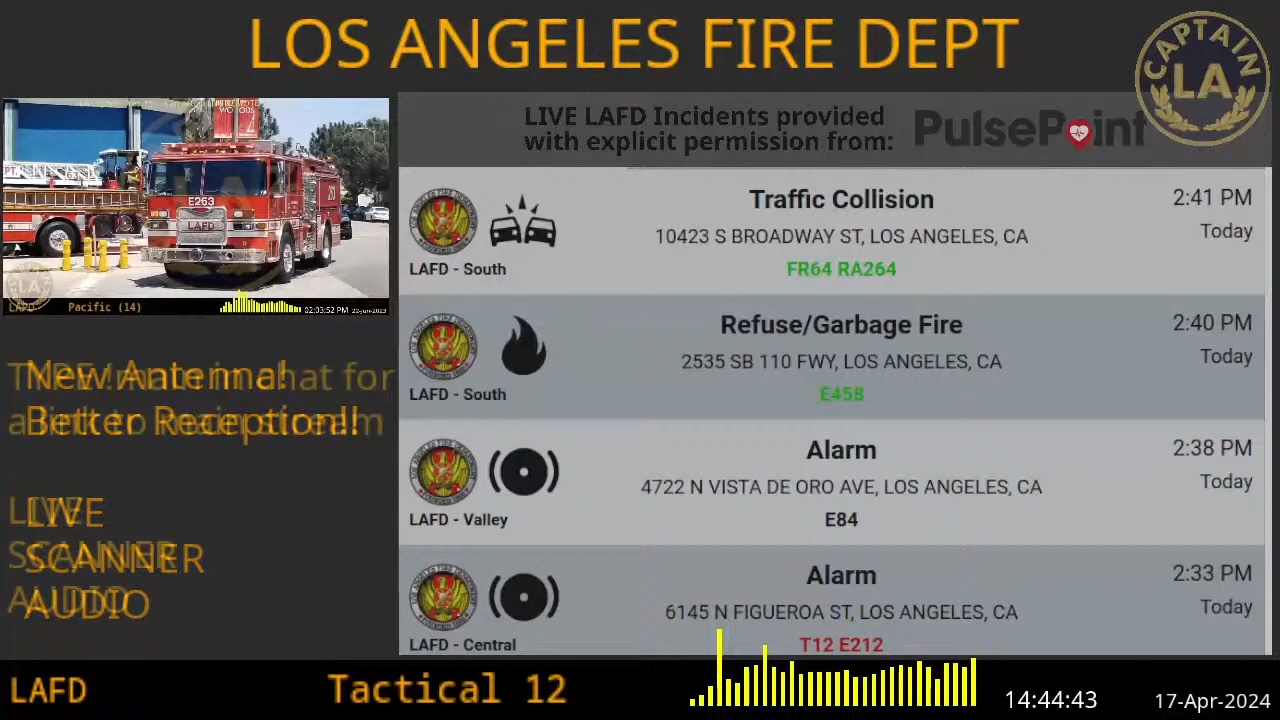 LOS ANGELES FIRE DEPT
CAPTAIN
LA
LIVE LAFD Incidents provided
with explicit permission from:
PulsePoint
E263
LAFD
LAFD
Pacific (14)
02:03:52 PM
Traffic Collision
2:41 PM
10423 S BROADWAY ST, LOS ANGELES, CA
Today
LAFD - South
FR64 RA264
Refuse/Garbage Fire
2:40 PM
2535 SB 110 FWY, LOS ANGELES, CA
Today
LAFD - South
Alarm
2:38 PM
4722 N VISTA DE ORO AVE, LOS ANGELES, CA
Today
LAFD - Valley
E84
Alarm
2:33 PM
6145 N FIGUEROA ST, LOS ANGELES, CA
Today
LAFD - Central
T12 E212
New Antenna!
Better Reception!!
LIVE
SCANNER
AUDIO
LAFD
Tactical 12
14:44:43
17-Apr-2024